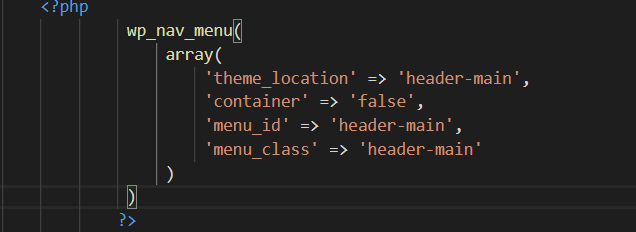 <?php
wp_nav_menu(
array(
'theme_location' => 'header-main',
'container' => 'false',
'menu_id' => 'header-main',
'menu_class' => 'header-main'
)
)
?>